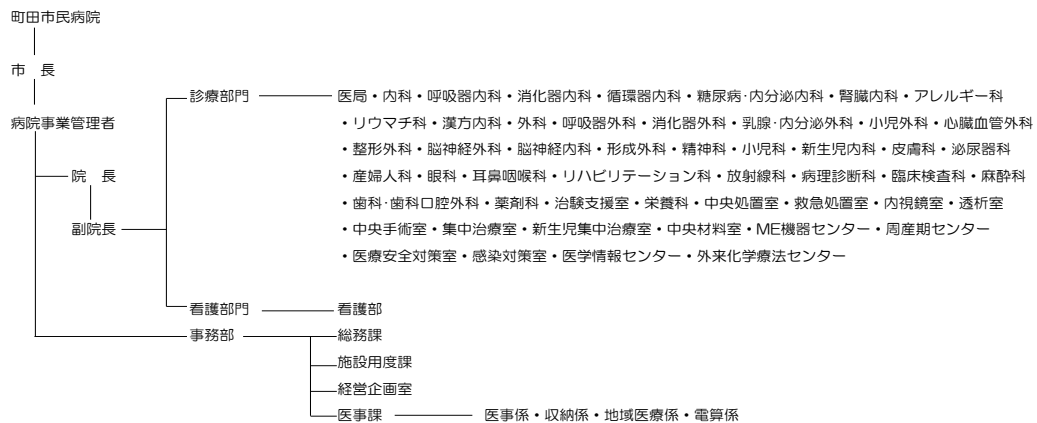 町田市民病院
市　長
診療部門　医局・内科・呼吸器内科・消化器内科・循環器内科・糖尿病･内分泌内科・腎臓内科・アレルギー科
病院事業管理者　・リウマチ科・漢方内科・外科・呼吸器外科・消化器外科・乳腺･内分泌外科・小児外科・心臓血管外科
・整形外科・脳神経外科・脳神経内科・形成外科・精神科・小児科・新生児内科・皮膚科・泌尿器科
院　長　・産婦人科・眼科・耳鼻咽喉科・リハビリテーション科・放射線科・病理診断科・臨床検査科・麻酔科
・歯科･歯科口腔外科・薬剤科・治験支援室・栄養科・中央処置室・救急処置室・内視鏡室・透析室
副院長　・中央手術室・集中治療室・新生児集中治療室・中央材料室・ME機器センター・周産期センター
・医療安全対策室・感染対策室・医学情報センター・外来化学療法センター
看護部門　看護部
事務部　総務課
施設用度課
経営企画室
医事課　医事係・収納係・地域医療係・電算係